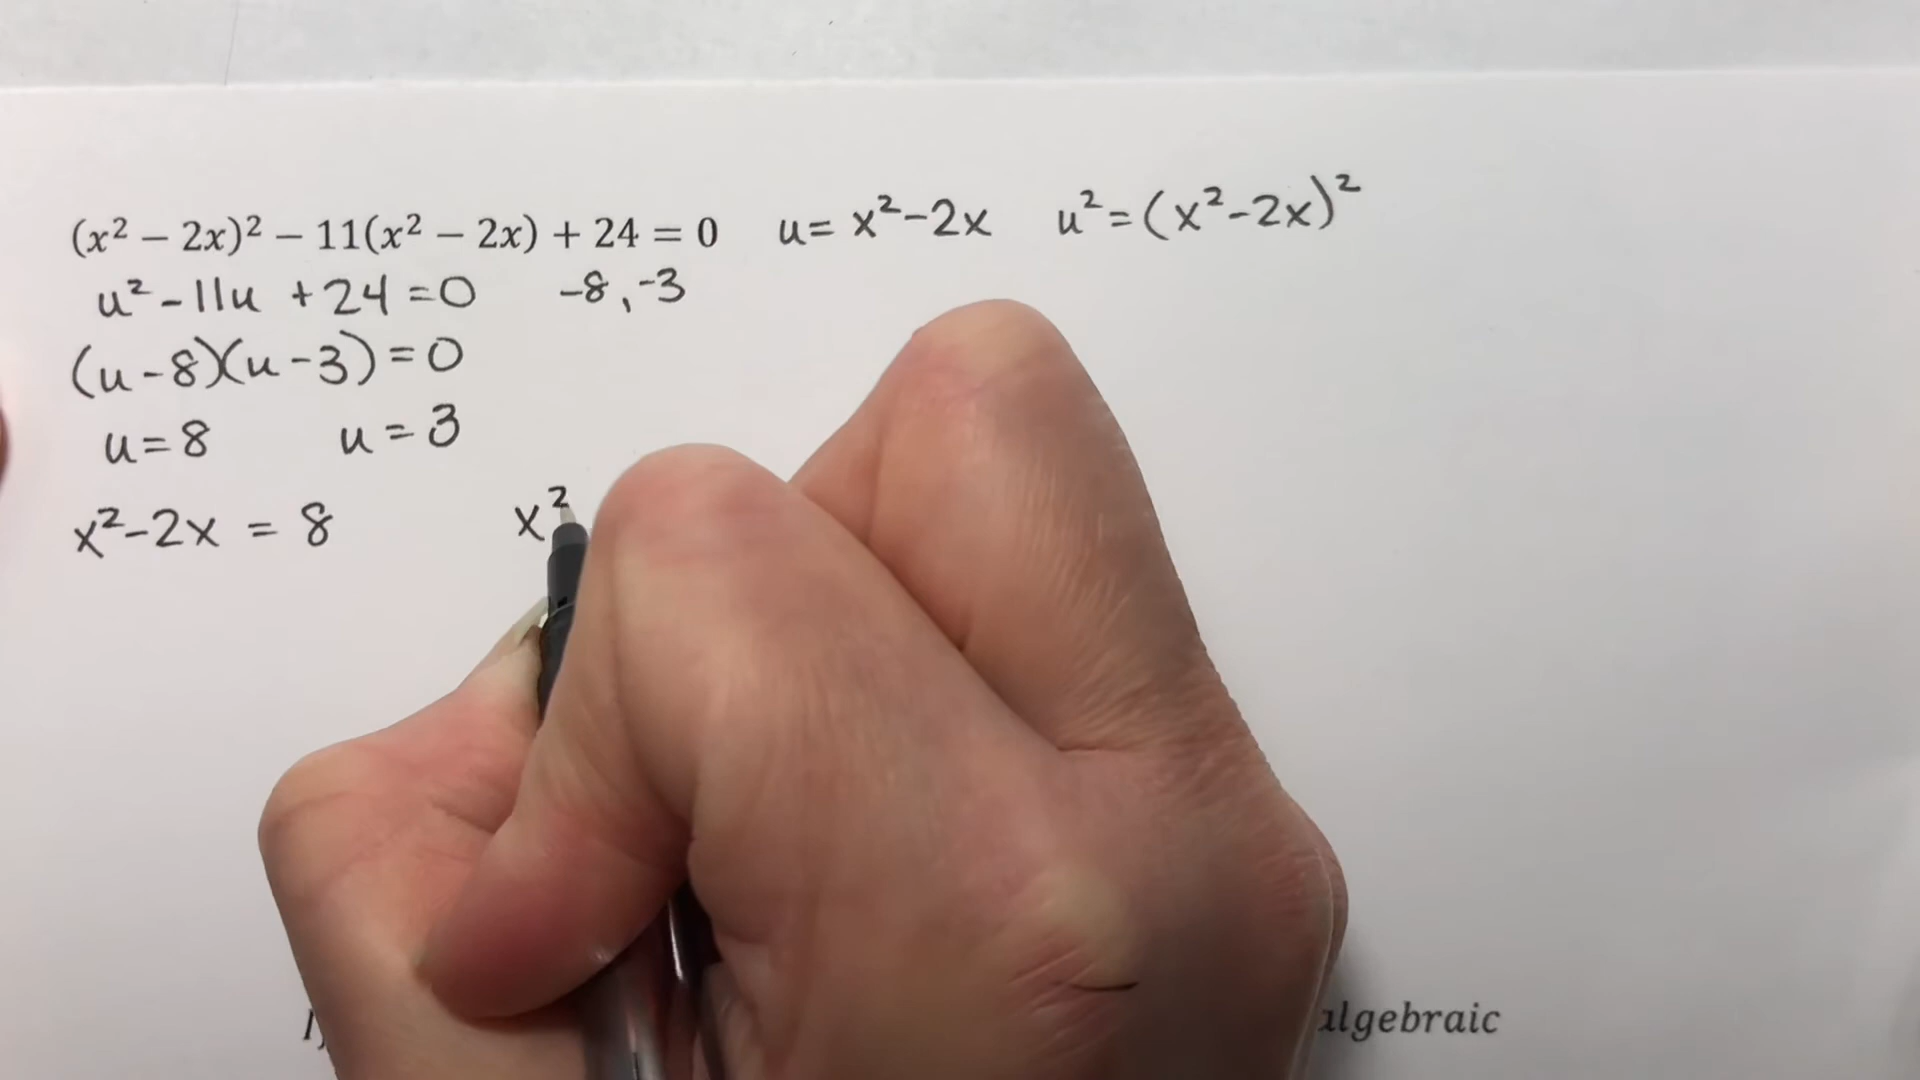 (x² − 2x)² − 11(x² − 2x) + 24 = 0 u = x²-2x u² = (x²-2x)²
u² - 11u + 24 = 0 -8, -3
(u-8)(u-3) = 0
u = 8 u = 3
x²-2x = 8 x²
algebraic